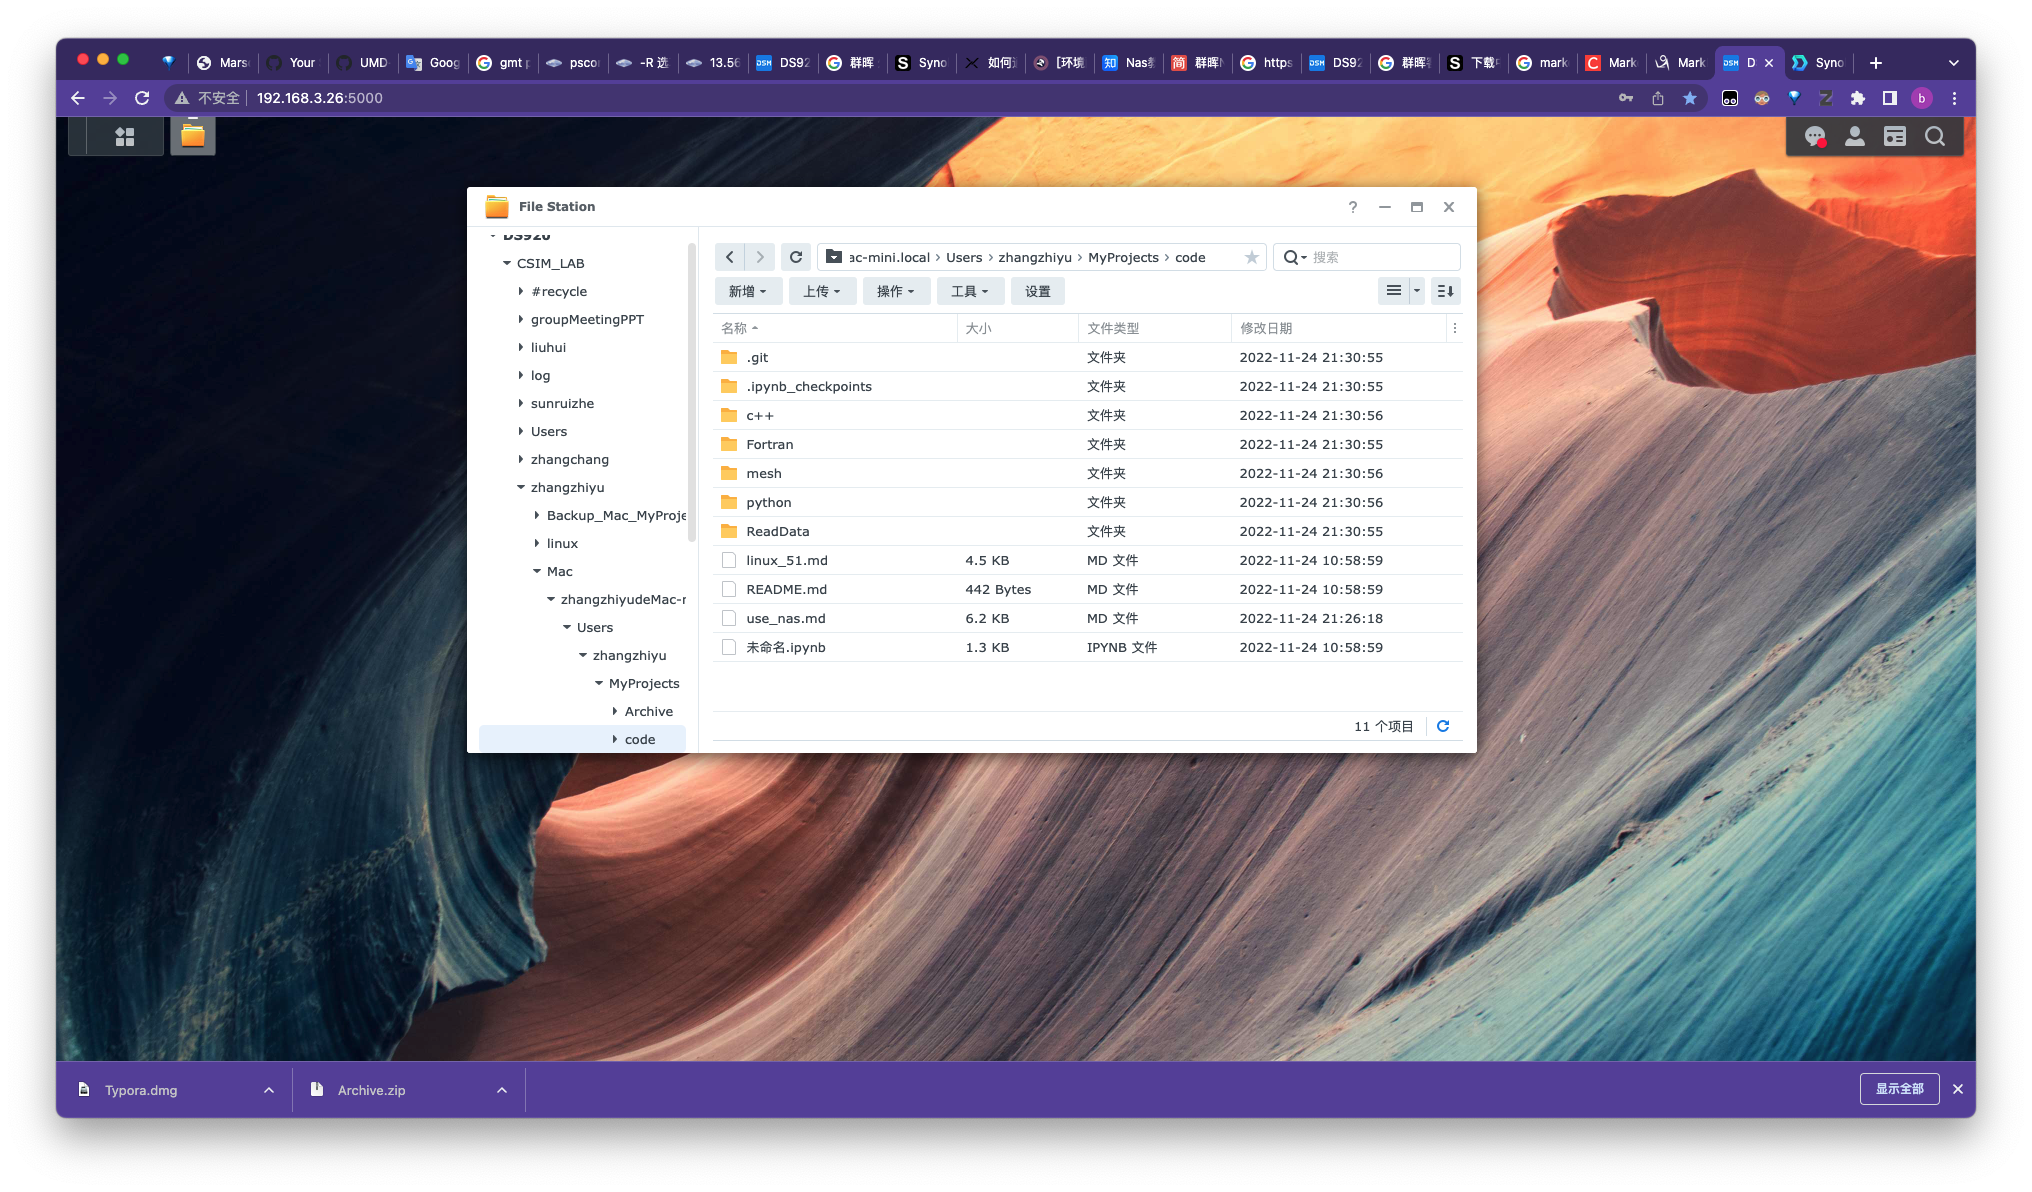 Mars
Your
UMD
Goog
gmt p
psco
-R 选
13.56
DS92
群晖
Syno
如何
[环境
Nas教
群晖N
https
DS92
群晖
下载
mark
Mark
Mark
D
Syno
不安全
192.168.3.26:5000
File Station
DS920
CSIM_LAB
#recycle
groupMeetingPPT
liuhui
log
sunruizhe
Users
zhangchang
zhangzhiyu
Backup_Mac_MyProje
linux
Mac
zhangzhiyudeMac-r
Users
zhangzhiyu
MyProjects
Archive
code
ac-mini.local › Users › zhangzhiyu › MyProjects › code
搜索
新增 上传 操作 工具 设置
名称 大小 文件类型 修改日期
.git 文件夹 2022-11-24 21:30:55
.ipynb_checkpoints 文件夹 2022-11-24 21:30:55
c++ 文件夹 2022-11-24 21:30:56
Fortran 文件夹 2022-11-24 21:30:55
mesh 文件夹 2022-11-24 21:30:56
python 文件夹 2022-11-24 21:30:56
ReadData 文件夹 2022-11-24 21:30:55
linux_51.md 4.5 KB MD 文件 2022-11-24 10:58:59
README.md 442 Bytes MD 文件 2022-11-24 10:58:59
use_nas.md 6.2 KB MD 文件 2022-11-24 21:26:18
未命名.ipynb 1.3 KB IPYNB 文件 2022-11-24 10:58:59
11 个项目
Typora.dmg
Archive.zip
显示全部